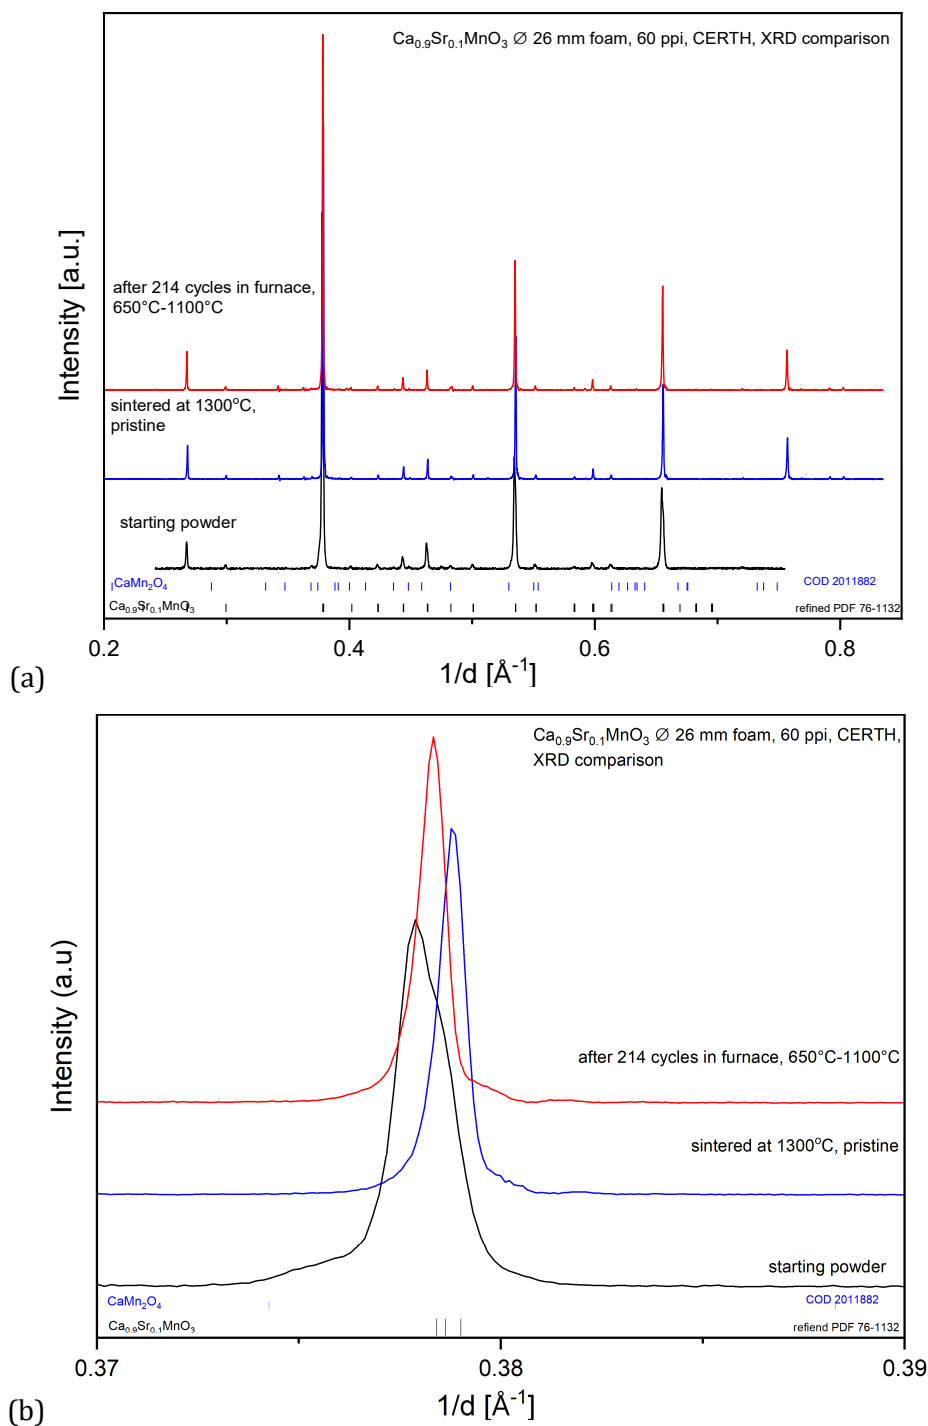 Ca₀.₉Sr₀.₁MnO₃ ∅ 26 mm foam, 60 ppi, CERTH, XRD comparison
Intensity [a.u.]
after 214 cycles in furnace,
650°C-1100°C
sintered at 1300°C,
pristine
starting powder
CaMn₂O₄ COD 2011882
Ca₀.₉Sr₀.₁MnO₃ refined PDF 76-1132
0.2 0.4 0.6 0.8
1/d [Å⁻¹]
(a)
Ca₀.₉Sr₀.₁MnO₃ ∅ 26 mm foam, 60 ppi, CERTH,
XRD comparison
Intensity (a.u)
after 214 cycles in furnace, 650°C-1100°C
sintered at 1300°C, pristine
starting powder
CaMn₂O₄ COD 2011882
Ca₀.₉Sr₀.₁MnO₃ refiend PDF 76-1132
0.37 0.38 0.39
1/d [Å⁻¹]
(b)